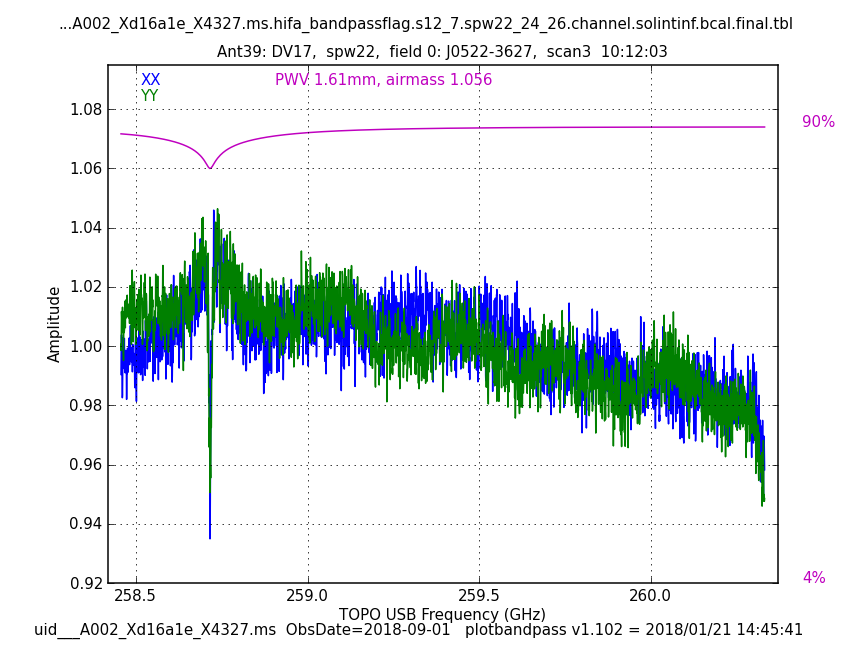 ...A002_Xd16a1e_X4327.ms.hifa_bandpassflag.s12_7.spw22_24_26.channel.solintinf.bcal.final.tbl
Ant39: DV17, spw22, field 0: J0522-3627, scan3 10:12:03
XX PWV 1.61mm, airmass 1.056
YY
1.08
90%
1.06
1.04
1.02
Amplitude
1.00
0.98
0.96
0.94
0.92
4%
258.5 259.0 259.5 260.0
TOPO USB Frequency (GHz)
uid___A002_Xd16a1e_X4327.ms ObsDate=2018-09-01 plotbandpass v1.102 = 2018/01/21 14:45:41